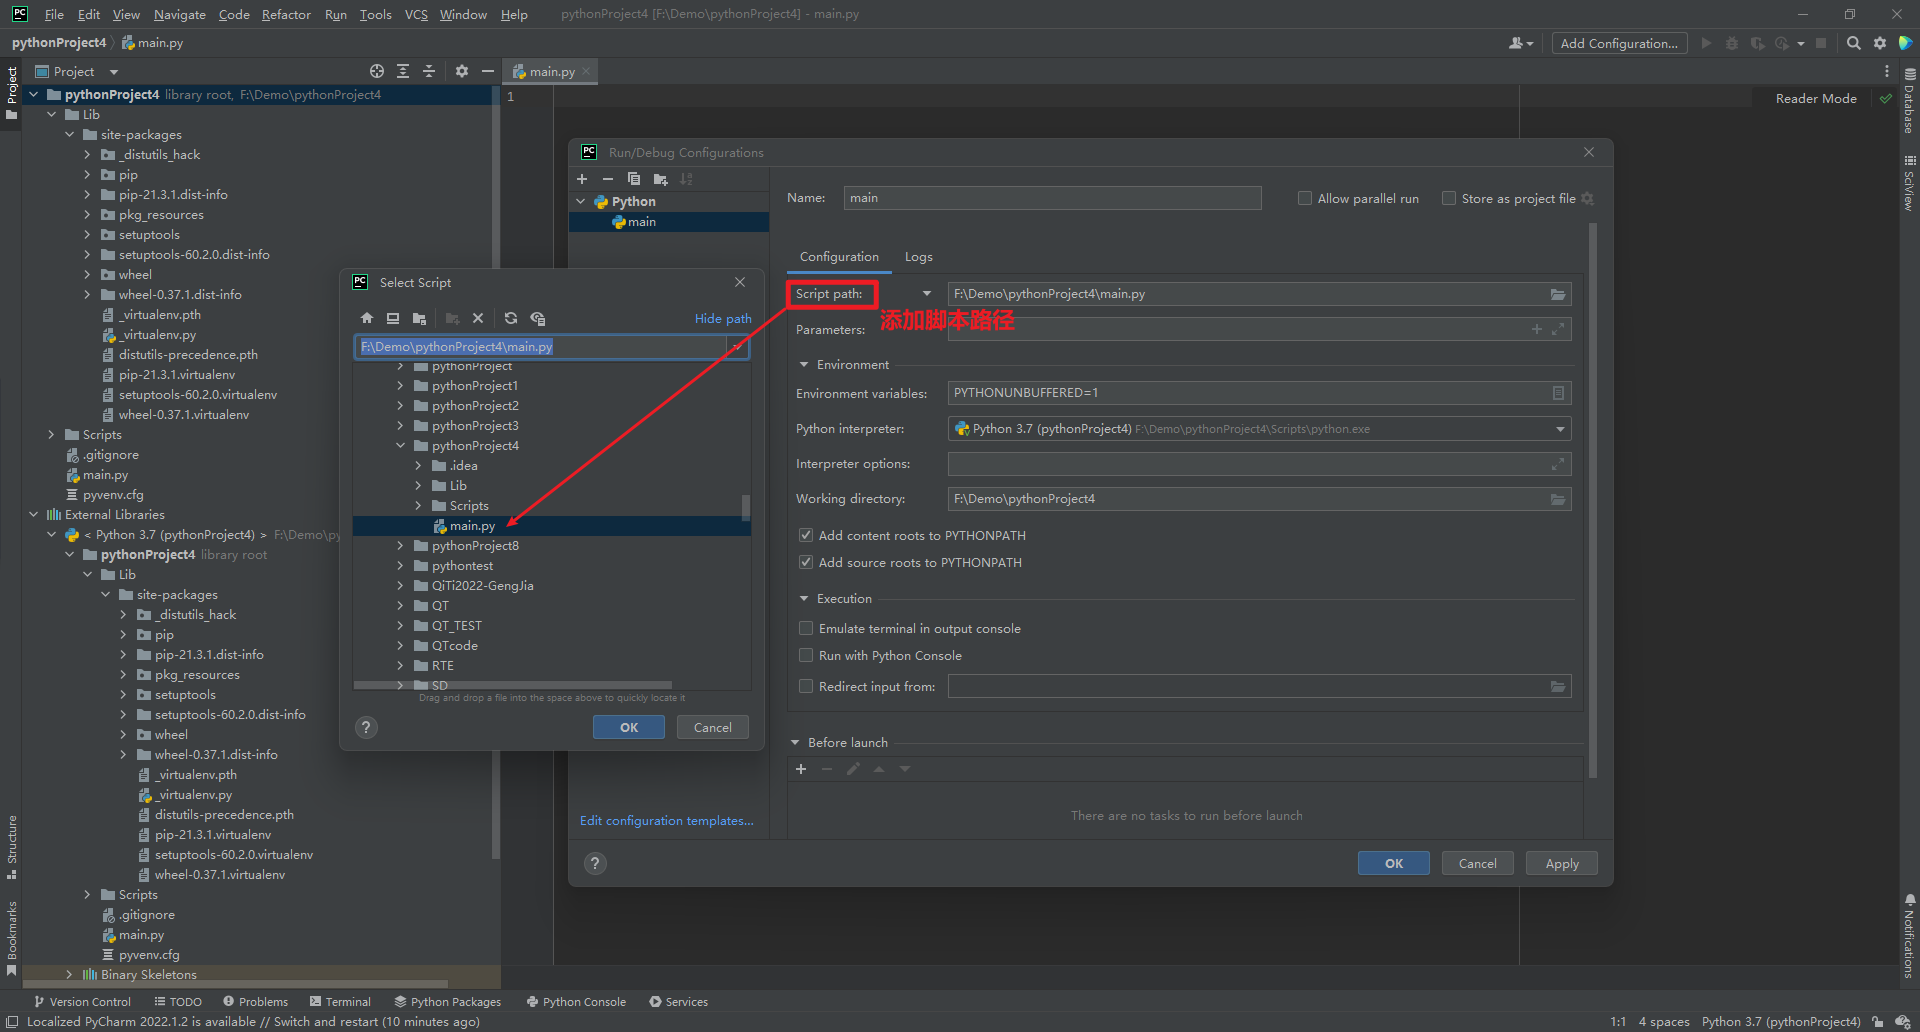 File Edit View Navigate Code Refactor Run Tools VCS Window Help pythonProject4 [F:\Demo\pythonProject4] - main.py
pythonProject4 main.py Add Configuration...
Project main.py
Project
1
Reader Mode
Database
SciView
Notifications
Structure
Bookmarks
pythonProject4 library root, F:\Demo\pythonProject4
Lib
site-packages
_distutils_hack
pip
pip-21.3.1.dist-info
pkg_resources
setuptools
setuptools-60.2.0.dist-info
wheel
wheel-0.37.1.dist-info
_virtualenv.pth
_virtualenv.py
distutils-precedence.pth
pip-21.3.1.virtualenv
setuptools-60.2.0.virtualenv
wheel-0.37.1.virtualenv
Scripts
.gitignore
main.py
pyvenv.cfg
External Libraries
< Python 3.7 (pythonProject4) > F:\Demo\py
pythonProject4 library root
Lib
site-packages
_distutils_hack
pip
pip-21.3.1.dist-info
pkg_resources
setuptools
setuptools-60.2.0.dist-info
wheel
wheel-0.37.1.dist-info
_virtualenv.pth
_virtualenv.py
distutils-precedence.pth
pip-21.3.1.virtualenv
setuptools-60.2.0.virtualenv
wheel-0.37.1.virtualenv
Scripts
.gitignore
main.py
pyvenv.cfg
Binary Skeletons
Select Script
Hide path
F:\Demo\pythonProject4\main.py
pythonProject
pythonProject1
pythonProject2
pythonProject3
pythonProject4
.idea
Lib
Scripts
main.py
pythonProject8
pythontest
QiTi2022-GengJia
QT
QT_TEST
QTcode
RTE
SD
Drag and drop a file into the space above to quickly locate it
? OK Cancel
Run/Debug Configurations
Python
main
Name: main Allow parallel run Store as project file
Configuration Logs
Script path: F:\Demo\pythonProject4\main.py
添加脚本路径
Parameters:
Environment
Environment variables: PYTHONUNBUFFERED=1
Python interpreter: Python 3.7 (pythonProject4) F:\Demo\pythonProject4\Scripts\python.exe
Interpreter options:
Working directory: F:\Demo\pythonProject4
Add content roots to PYTHONPATH
Add source roots to PYTHONPATH
Execution
Emulate terminal in output console
Run with Python Console
Redirect input from:
Before launch
There are no tasks to run before launch
Edit configuration templates...
? OK Cancel Apply
Version Control TODO Problems Terminal Python Packages Python Console Services
Localized PyCharm 2022.1.2 is available // Switch and restart (10 minutes ago) 1:1 4 spaces Python 3.7 (pythonProject4)